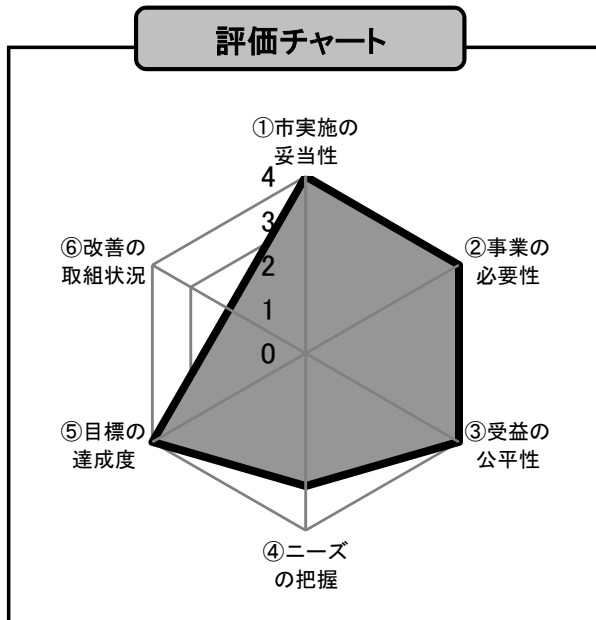 評価チャート
①市実施の
妥当性
4
3
2
1
0
②事業の
必要性
③受益の
公平性
④ニーズ
の把握
⑤目標の
達成度
⑥改善の
取組状況